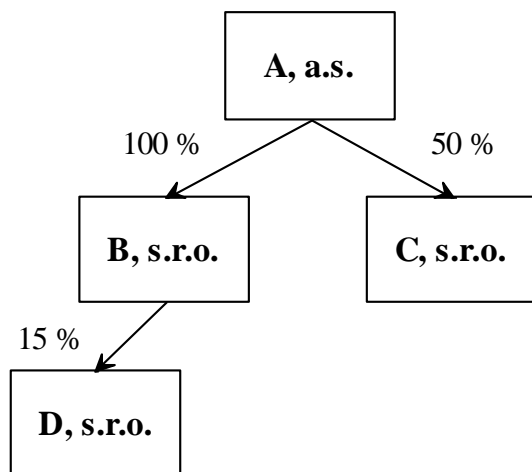 A, a.s.
100 %
50 %
B, s.r.o.
C, s.r.o.
15 %
D, s.r.o.